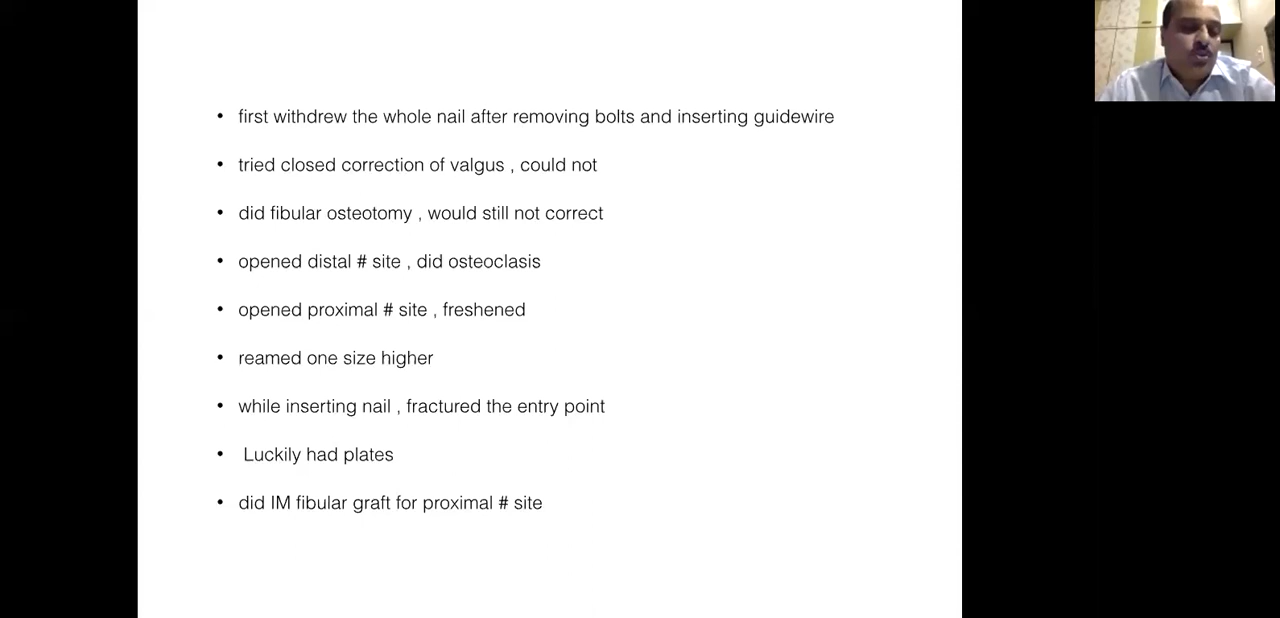 • first withdrew the whole nail after removing bolts and inserting guidewire
• tried closed correction of valgus , could not
• did fibular osteotomy , would still not correct
• opened distal # site , did osteoclasis
• opened proximal # site , freshened
• reamed one size higher
• while inserting nail , fractured the entry point
• Luckily had plates
• did IM fibular graft for proximal # site